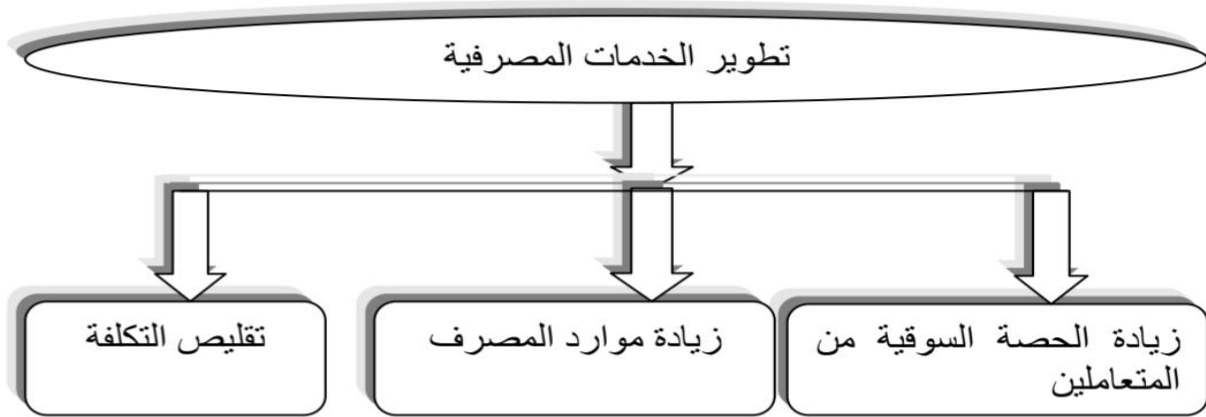 تطوير الخدمات المصرفية
زيادة الحصة السوقية من
المتعاملين
زيادة موارد المصرف
تقليص التكلفة